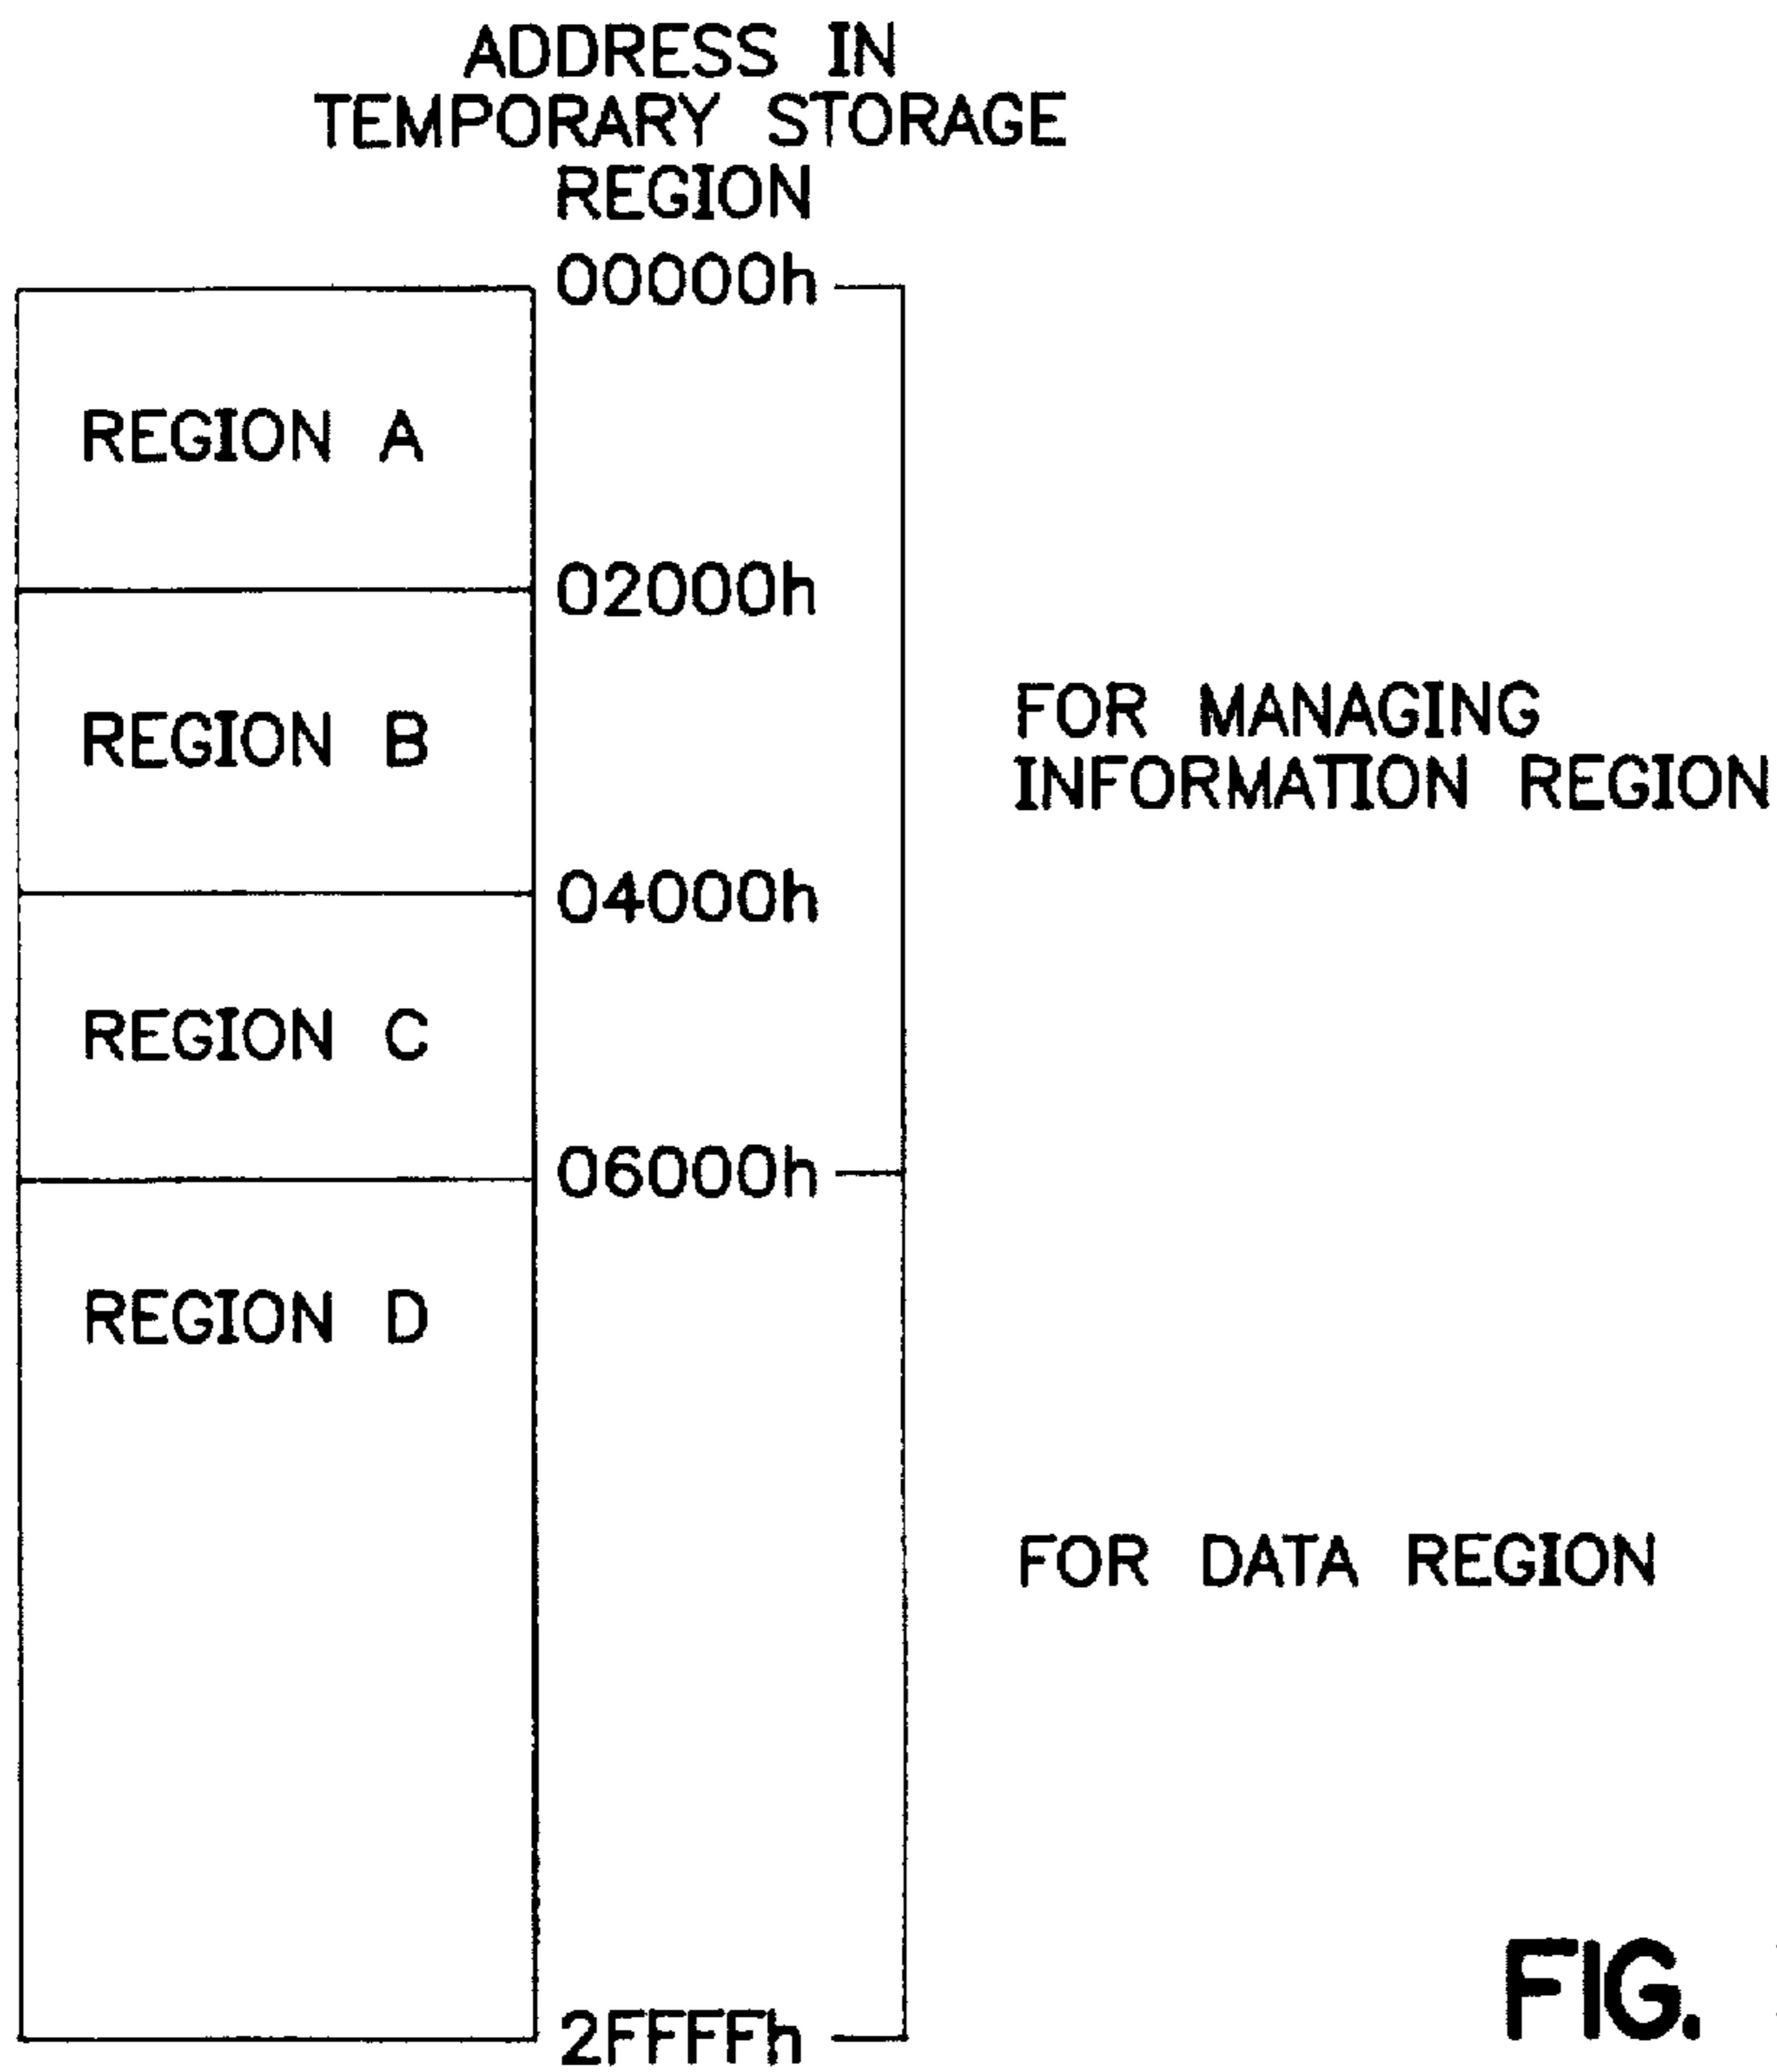 ADDRESS IN
TEMPORARY STORAGE
REGION
00000h
REGION A
02000h
REGION B
FOR MANAGING
INFORMATION REGION
04000h
REGION C
06000h
REGION D
FOR DATA REGION
2FFFFh
FIG.